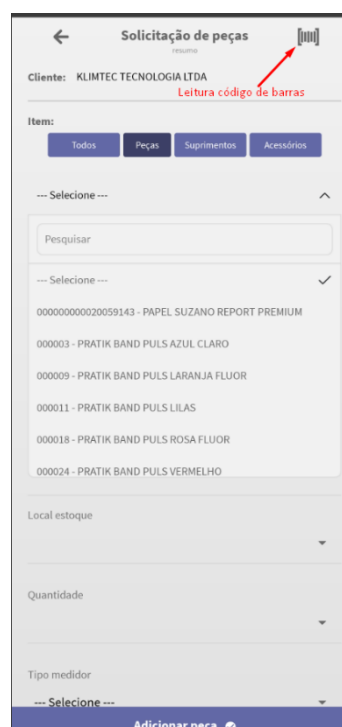 Solicitação de peças
resumo
Cliente: KLIMTEC TECNOLOGIA LTDA
Leitura código de barras
Item:
Todos Peças Suprimentos Acessórios
--- Selecione ---
Pesquisar
--- Selecione ---
000000000020059143 - PAPEL SUZANO REPORT PREMIUM
000003 - PRATIK BAND PULS AZUL CLARO
000009 - PRATIK BAND PULS LARANJA FLUOR
000011 - PRATIK BAND PULS LILAS
000018 - PRATIK BAND PULS ROSA FLUOR
000024 - PRATIK BAND PULS VERMELHO
Local estoque
Quantidade
Tipo medidor
--- Selecione ---
Adicionar peça